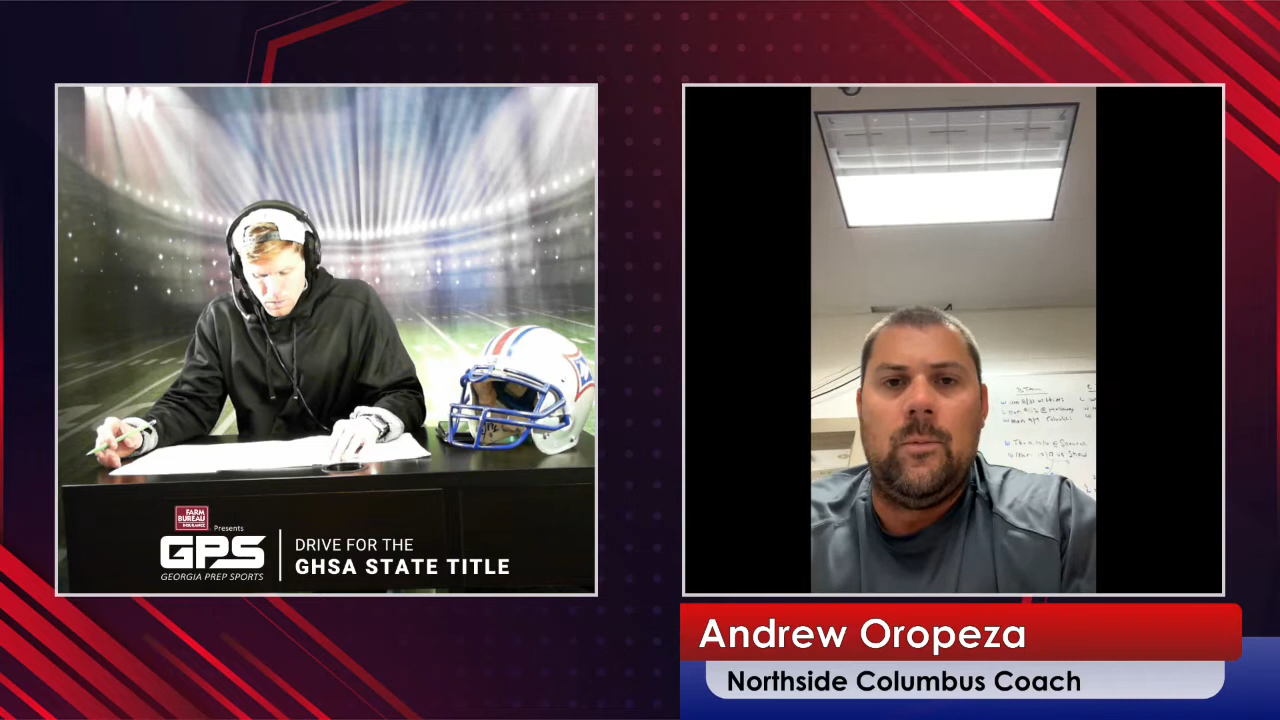 FARM
BUREAU
INSURANCE
Presents
GPS
GEORGIA PREP SPORTS
DRIVE FOR THE
GHSA STATE TITLE
Andrew Oropeza
Northside Columbus Coach